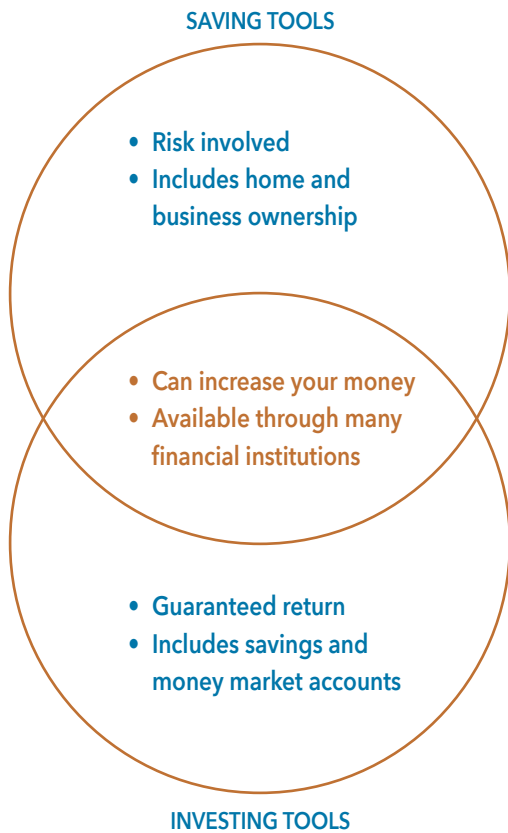 SAVING TOOLS
• Risk involved
• Includes home and
business ownership
• Can increase your money
• Available through many
financial institutions
• Guaranteed return
• Includes savings and
money market accounts
INVESTING TOOLS